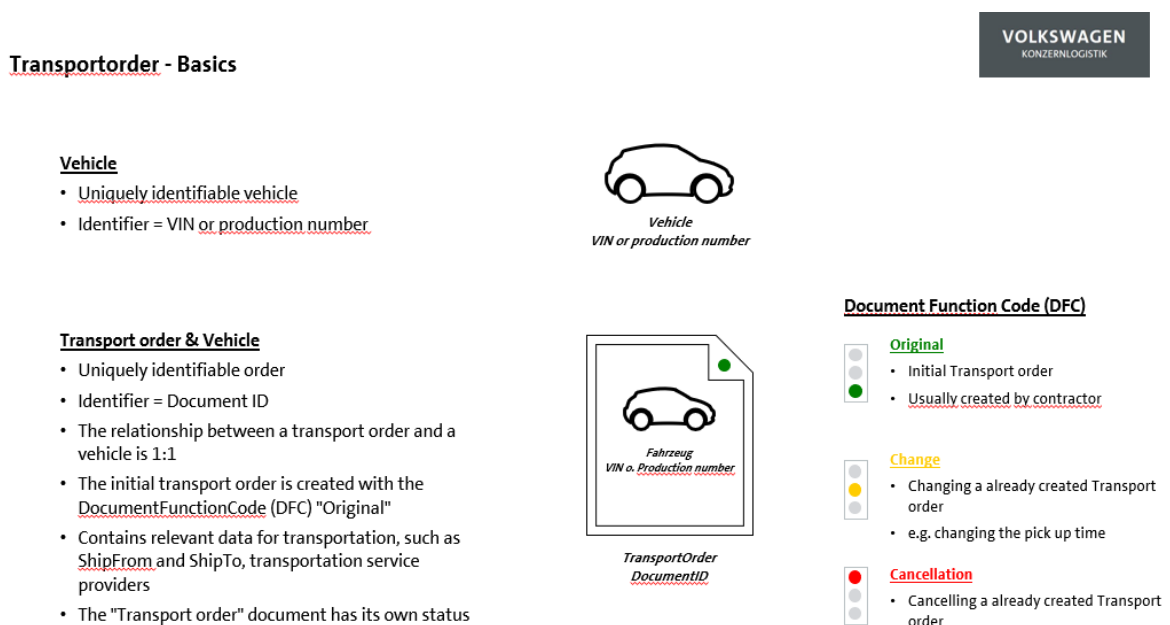 VOLKSWAGEN
KONZERNLOGISTIK
Transportorder - Basics
Vehicle
• Uniquely identifiable vehicle
• Identifier = VIN or production number
Vehicle
VIN or production number
Transport order & Vehicle
• Uniquely identifiable order
• Identifier = Document ID
• The relationship between a transport order and a
vehicle is 1:1
• The initial transport order is created with the
DocumentFunctionCode (DFC) "Original"
• Contains relevant data for transportation, such as
ShipFrom and ShipTo, transportation service
providers
• The "Transport order" document has its own status
Fahrzeug
VIN o. Production number
TransportOrder
DocumentID
Document Function Code (DFC)
Original
• Initial Transport order
• Usually created by contractor
Change
• Changing a already created Transport
order
• e.g. changing the pick up time
Cancellation
• Cancelling a already created Transport
order